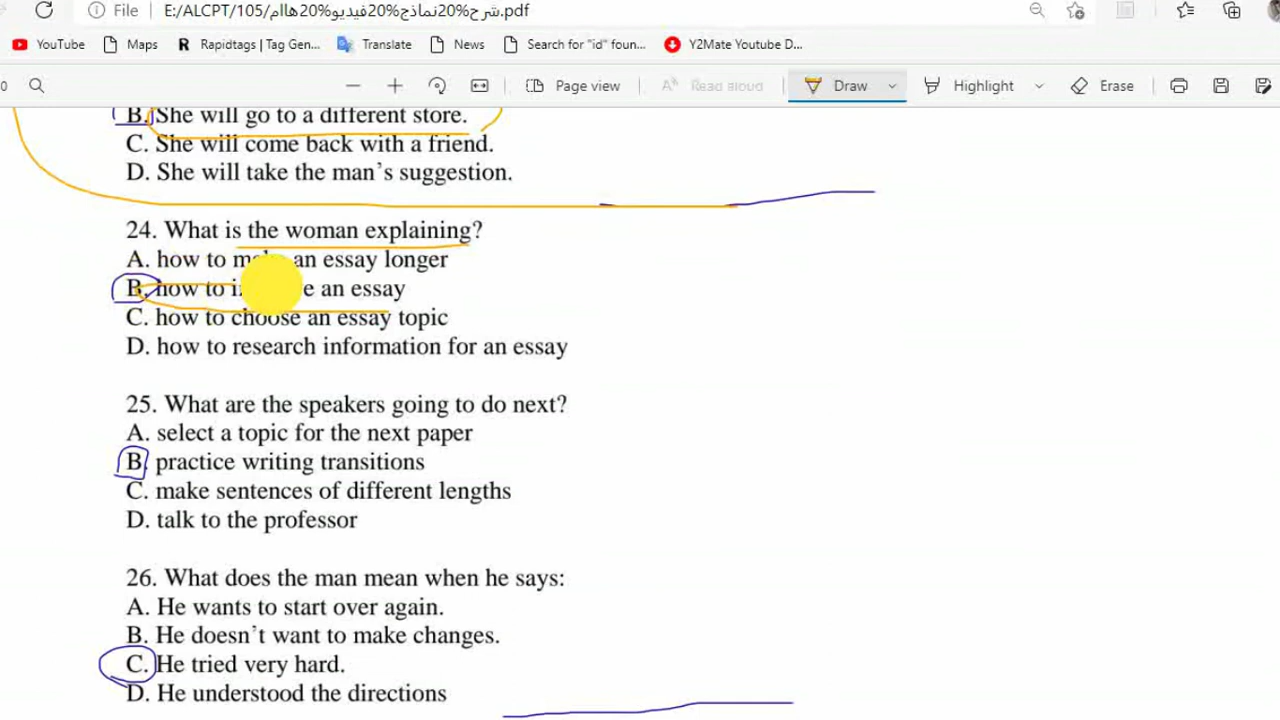 File | E:/ALCPT/105/شرح%20نماذج%20فيديو%20هاام.pdf
YouTube Maps Rapidtags | Tag Gen... Translate News Search for "id" foun... Y2Mate Youtube D...
Page view Read aloud Draw Highlight Erase
B. She will go to a different store.
C. She will come back with a friend.
D. She will take the man's suggestion.
24. What is the woman explaining?
A. how to an essay longer
B. how to an essay
C. how to choose an essay topic
D. how to research information for an essay
25. What are the speakers going to do next?
A. select a topic for the next paper
B. practice writing transitions
C. make sentences of different lengths
D. talk to the professor
26. What does the man mean when he says:
A. He wants to start over again.
B. He doesn't want to make changes.
C. He tried very hard.
D. He understood the directions